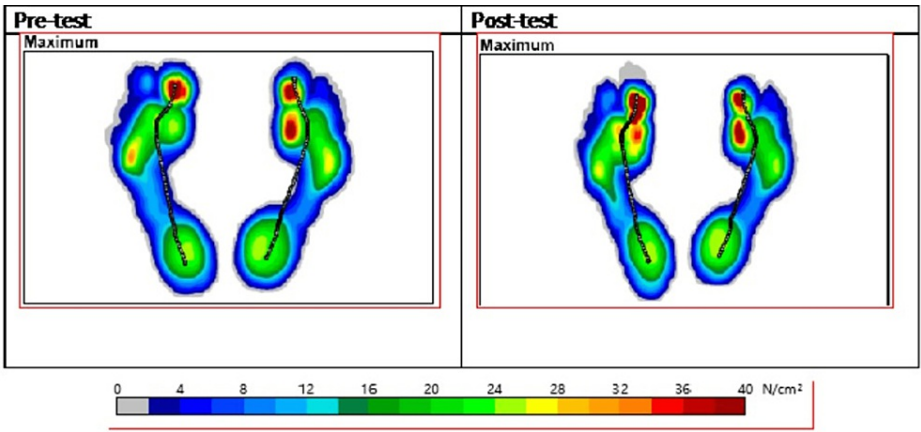 Pre-test
Post-test
Maximum
Maximum
0 4 8 12 16 20 24 28 32 36 40 N/cm²